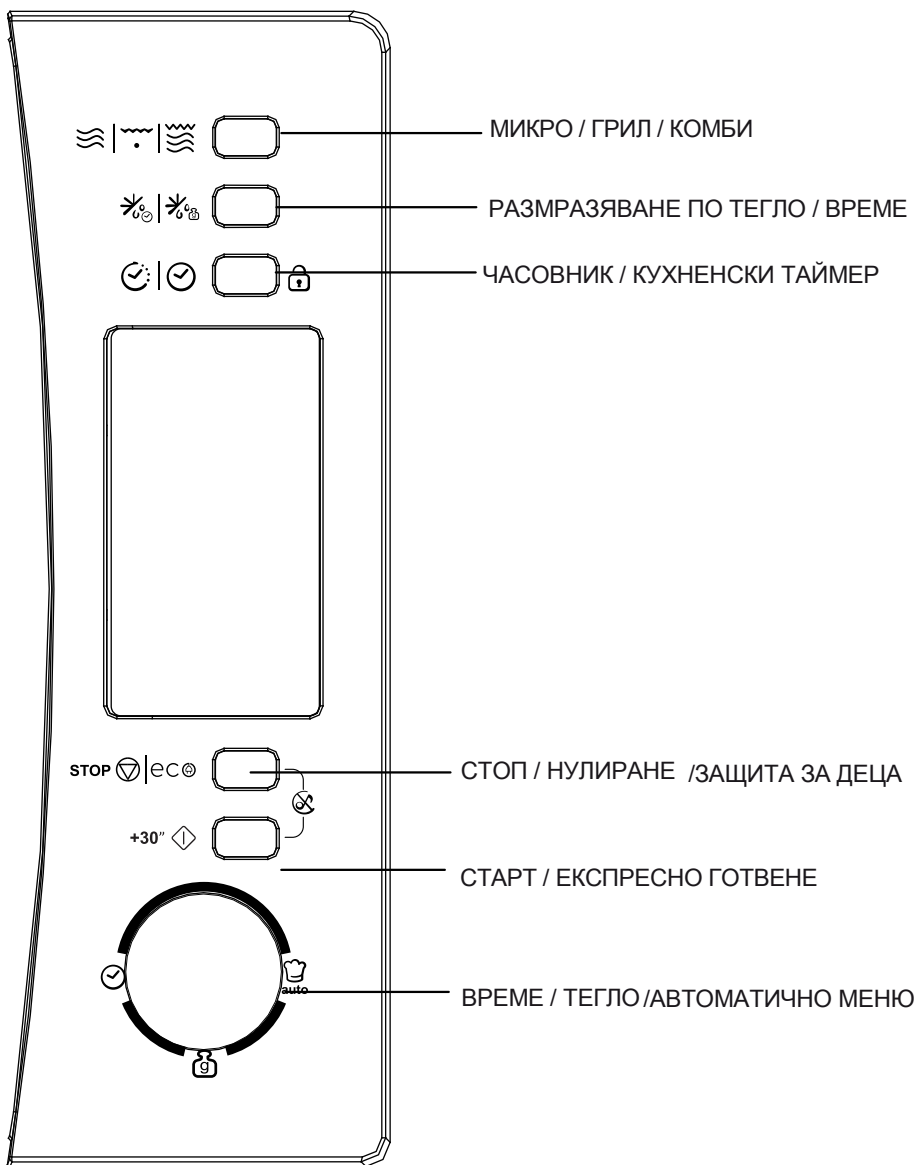 МИКРО / ГРИЛ / КОМБИ
РАЗМРАЗЯВАНЕ ПО ТЕГЛО / ВРЕМЕ
ЧАСОВНИК / КУХНЕНСКИ ТАЙМЕР
STOP eco СТОП / НУЛИРАНЕ /ЗАЩИТА ЗА ДЕЦА
+30"
СТАРТ / ЕКСПРЕСНО ГОТВЕНЕ
auto ВРЕМЕ / ТЕГЛО /АВТОМАТИЧНО МЕНЮ
g